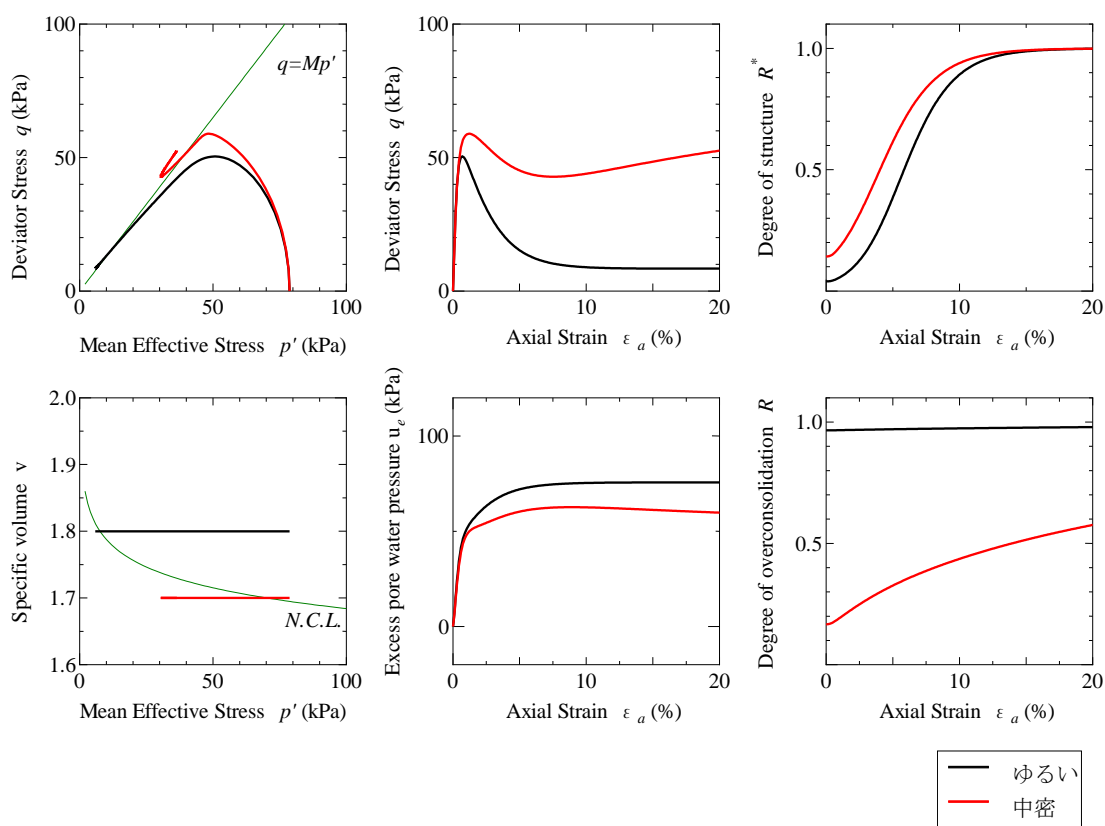 100
50
0
0
50
100
Deviator Stress q (kPa)
Mean Effective Stress p' (kPa)
q=Mp'
100
50
0
0
10
20
Deviator Stress q (kPa)
Axial Strain ε a (%)
1.0
0.5
0
10
20
Degree of structure R*
Axial Strain ε a (%)
2.0
1.9
1.8
1.7
1.6
0
50
100
Specific volume v
Mean Effective Stress p' (kPa)
N.C.L.
100
0
0
10
20
Excess pore water pressure ue (kPa)
Axial Strain ε a (%)
1.0
0.5
0
10
20
Degree of overconsolidation R
Axial Strain ε a (%)
ゆるい
中密